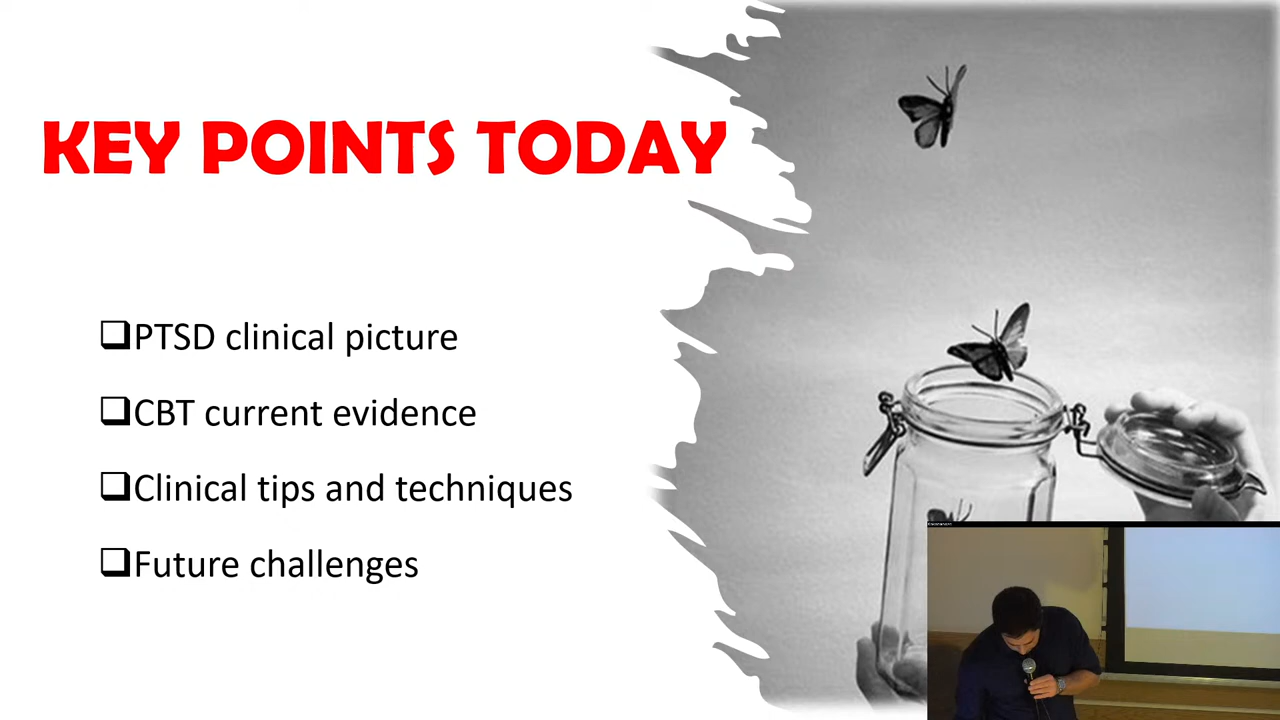 KEY POINTS TODAY
❑PTSD clinical picture
❑CBT current evidence
❑Clinical tips and techniques
❑Future challenges